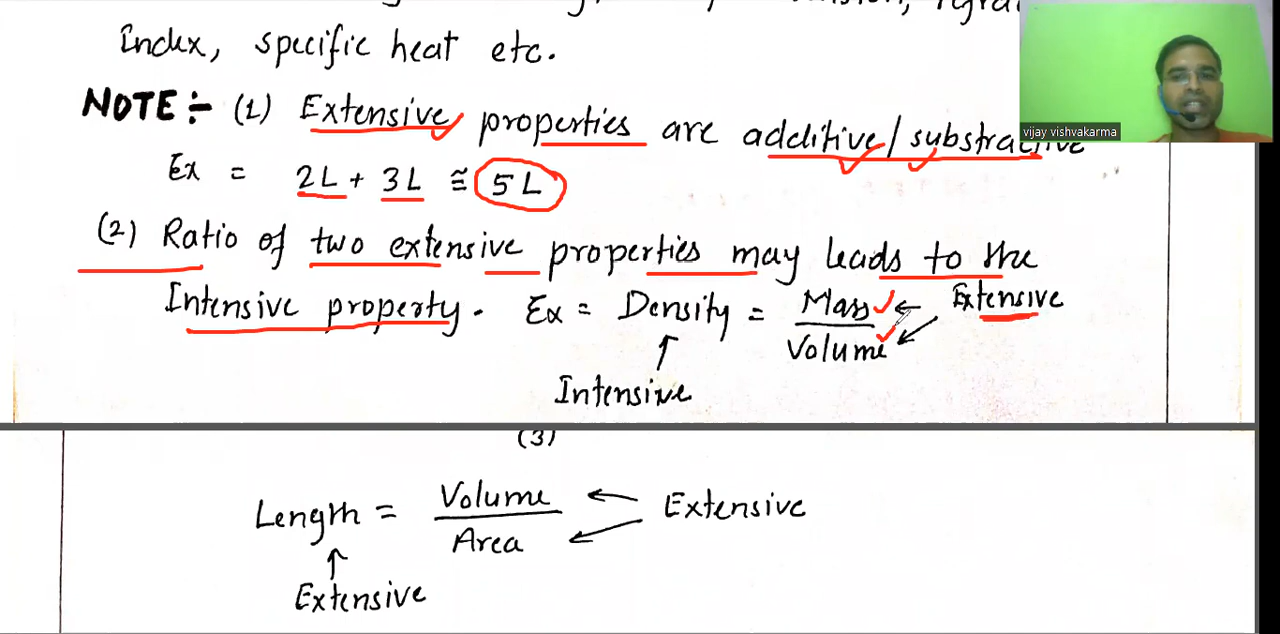 Index, specific heat etc.
vijay vishvakarma
NOTE :- (1) Extensive properties are additive / substractive
Ex = 2L + 3L ≅ 5 L
(2) Ratio of two extensive properties may leads to the
Intensive property. Ex = Density = Mass / Volume ← Extensive
↑
Intensive
(3)
Length = Volume / Area ← Extensive
↑
Extensive